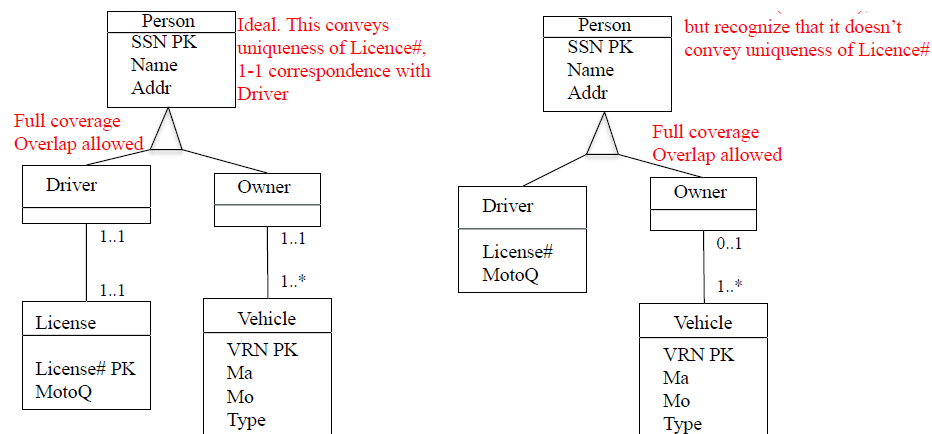 Person
SSN PK
Name
Addr
Ideal. This conveys
uniqueness of Licence#,
1-1 correspondence with
Driver
Full coverage
Overlap allowed
Driver
Owner
1..1
1..1
1..1
1..*
License
License# PK
MotoQ
Vehicle
VRN PK
Ma
Mo
Type
Person
SSN PK
Name
Addr
but recognize that it doesn't
convey uniqueness of Licence#
Full coverage
Overlap allowed
Driver
License#
MotoQ
Owner
0..1
1..*
Vehicle
VRN PK
Ma
Mo
Type